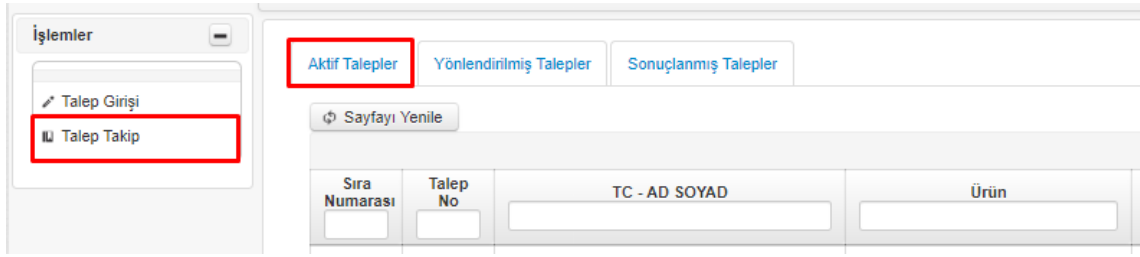 İşlemler
Talep Girişi
Talep Takip
Aktif Talepler
Yönlendirilmiş Talepler
Sonuçlanmış Talepler
Sayfayı Yenile
Sıra Numarası
Talep No
TC - AD SOYAD
Ürün